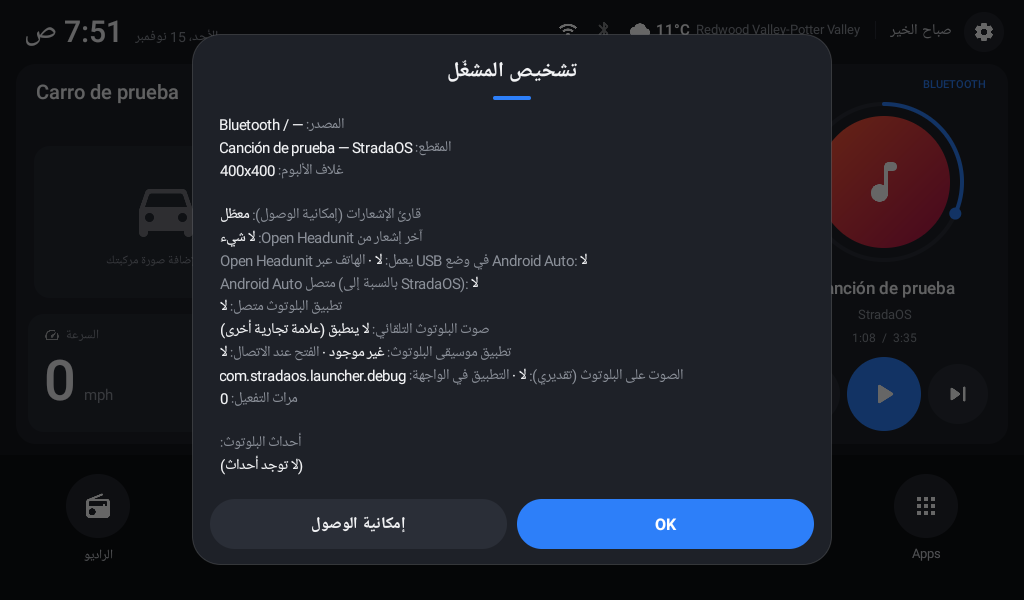 7:51 ص
الأحد، 15 نوفمبر
11°C Redwood Valley-Potter Valley
صباح الخير
Carro de prueba
BLUETOOTH
تشخيص المشغّل
المصدر: Bluetooth / —
المقطع: Canción de prueba — StradaOS
غلاف الألبوم: 400x400
قارئ الإشعارات (إمكانية الوصول): معطّل
آخر إشعار من Open Headunit: لا شيء
Open Headunit في وضع USB يعمل: لا · الهاتف عبر Android Auto: لا
Android Auto متصل (بالنسبة إلى StradaOS): لا
تطبيق البلوتوث متصل: لا
صوت البلوتوث التلقائي: لا ينطبق (علامة تجارية أخرى)
تطبيق موسيقى البلوتوث: غير موجود · الفتح عند الاتصال: لا
الصوت على البلوتوث (تقديري): لا · التطبيق في الواجهة: com.stradaos.launcher.debug
مرات التفعيل: 0
أحداث البلوتوث:
(لا توجد أحداث)
إمكانية الوصول
OK
ضافة صورة مركبتك
السرعة
0 mph
nción de prueba
StradaOS
1:08 / 3:35
الراديو
Apps